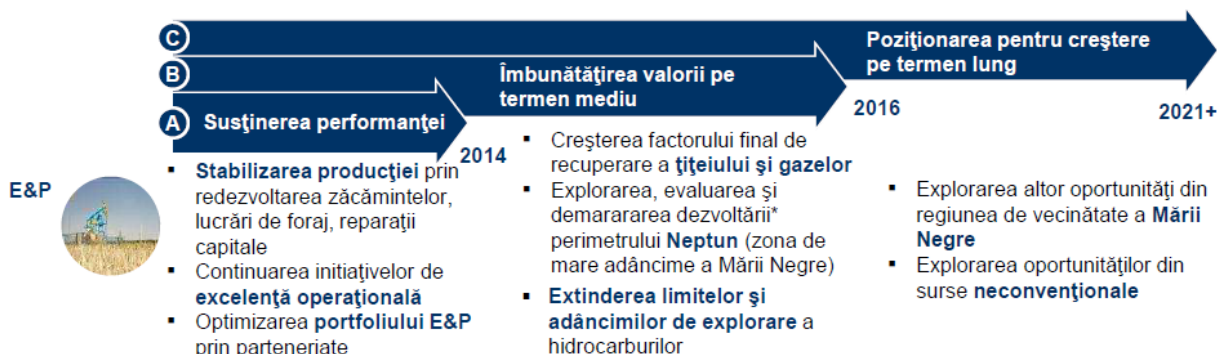 C
Poziţionarea pentru creştere
pe termen lung
B
Îmbunătăţirea valorii pe
termen mediu
A
Susţinerea performanţei
2014
2016
2021+
E&P
▪ Stabilizarea producţiei prin
redezvoltarea zăcămintelor,
lucrări de foraj, reparaţii
capitale
▪ Continuarea initiaţivelor de
excelenţă operaţională
▪ Optimizarea portfoliului E&P
prin parteneriate
▪ Creşterea factorului final de
recuperare a ţiţeiului şi gazelor
▪ Explorarea, evaluarea şi
demararărea dezvoltării*
perimetrului Neptun (zona de
mare adâncime a Mării Negre)
▪ Extinderea limitelor şi
adâncimilor de explorare a
hidrocarburilor
▪ Explorarea altor oportunităţi din
regiunea de vecinătate a Mării
Negre
▪ Explorarea oportunităţilor din
surse neconvenţionale